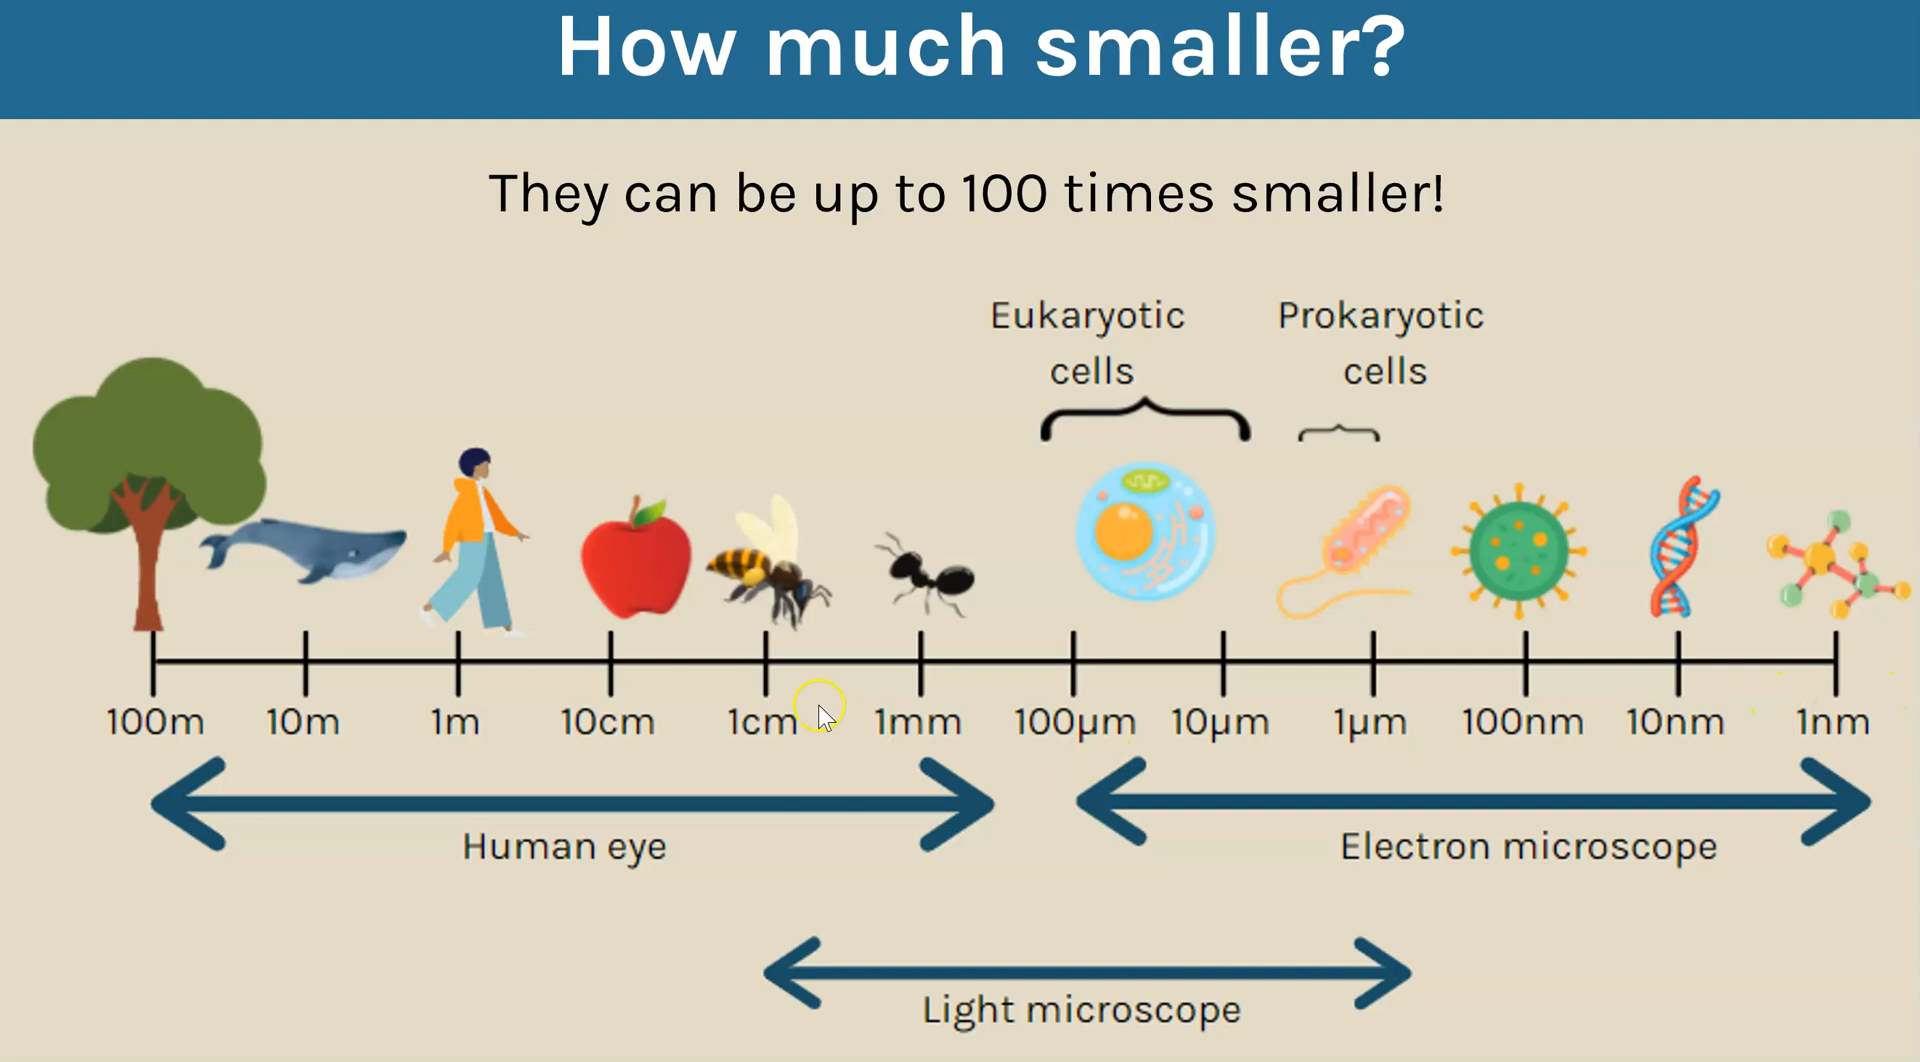 How much smaller?
They can be up to 100 times smaller!
Eukaryotic
cells
Prokaryotic
cells
100m 10m 1m 10cm 1cm 1mm 100µm 10µm 1µm 100nm 10nm 1nm
Human eye
Electron microscope
Light microscope